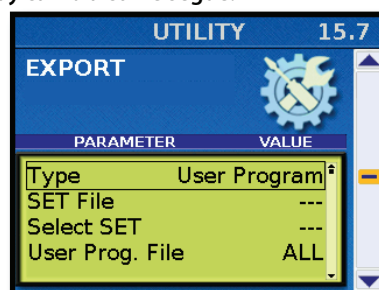 UTILITY 15.7
EXPORT
PARAMETER VALUE
Type User Program
SET File ---
Select SET ---
User Prog. File ALL